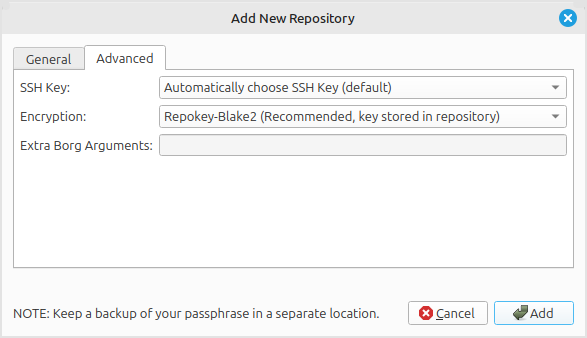 Add New Repository
General Advanced
SSH Key: Automatically choose SSH Key (default)
Encryption: Repokey-Blake2 (Recommended, key stored in repository)
Extra Borg Arguments:
NOTE: Keep a backup of your passphrase in a separate location. Cancel Add